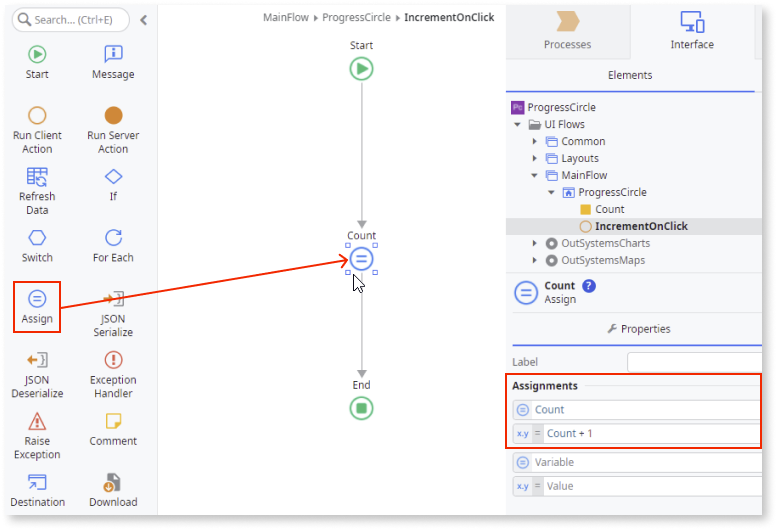 Search... (Ctrl+E)
Start
Message
Run Client
Action
Run Server
Action
Refresh
Data
If
Switch
For Each
Assign
JSON
Serialize
JSON
Deserialize
Exception
Handler
Raise
Exception
Comment
Destination
Download
MainFlow ▸ ProgressCircle ▸ IncrementOnClick
Start
Count
End
Processes
Interface
Elements
ProgressCircle
UI Flows
Common
Layouts
MainFlow
ProgressCircle
Count
IncrementOnClick
OutSystemsCharts
OutSystemsMaps
Count ?
Assign
Properties
Label
Assignments
Count
x.y = Count + 1
Variable
x.y = Value